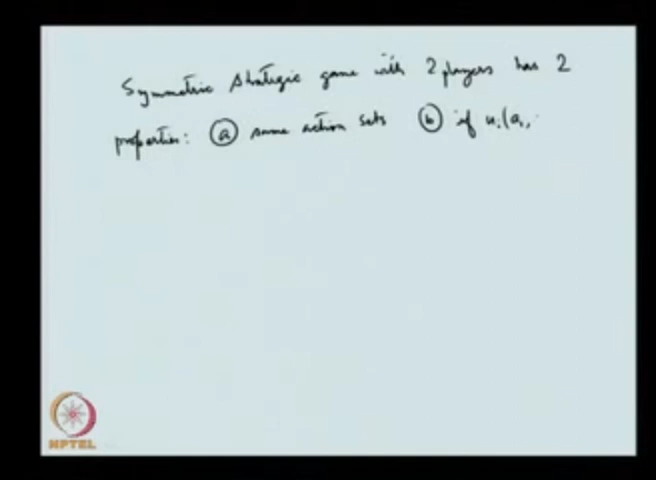 Symmetric strategic game with 2 players has 2
properties: (a) same action sets (b) if u₁(a₁,
NPTEL